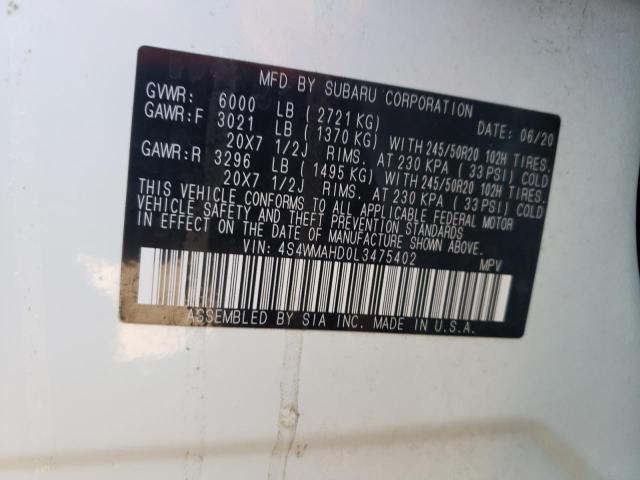 MFD BY SUBARU CORPORATION
GVWR: 6000 LB (2721KG) DATE: 06/20
GAWR:F 3021 LB (1370 KG) WITH 245/50R20 102H TIRES,
20X7 1/2J RIMS, AT 230 KPA (33 PSI) COLD
GAWR:R 3296 LB (1495 KG) WITH 245/50R20 102H TIRES,
20X7 1/2J RIMS, AT 230 KPA (33 PSI) COLD
THIS VEHICLE CONFORMS TO ALL APPLICABLE FEDERAL MOTOR
VEHICLE SAFETY AND THEFT PREVENTION STANDARDS
IN EFFECT ON THE DATE OF MANUFACTURE SHOWN ABOVE.
VIN: 4S4WMAHD0L3475402 MPV
ASSEMBLED BY SIA INC. MADE IN U.S.A.